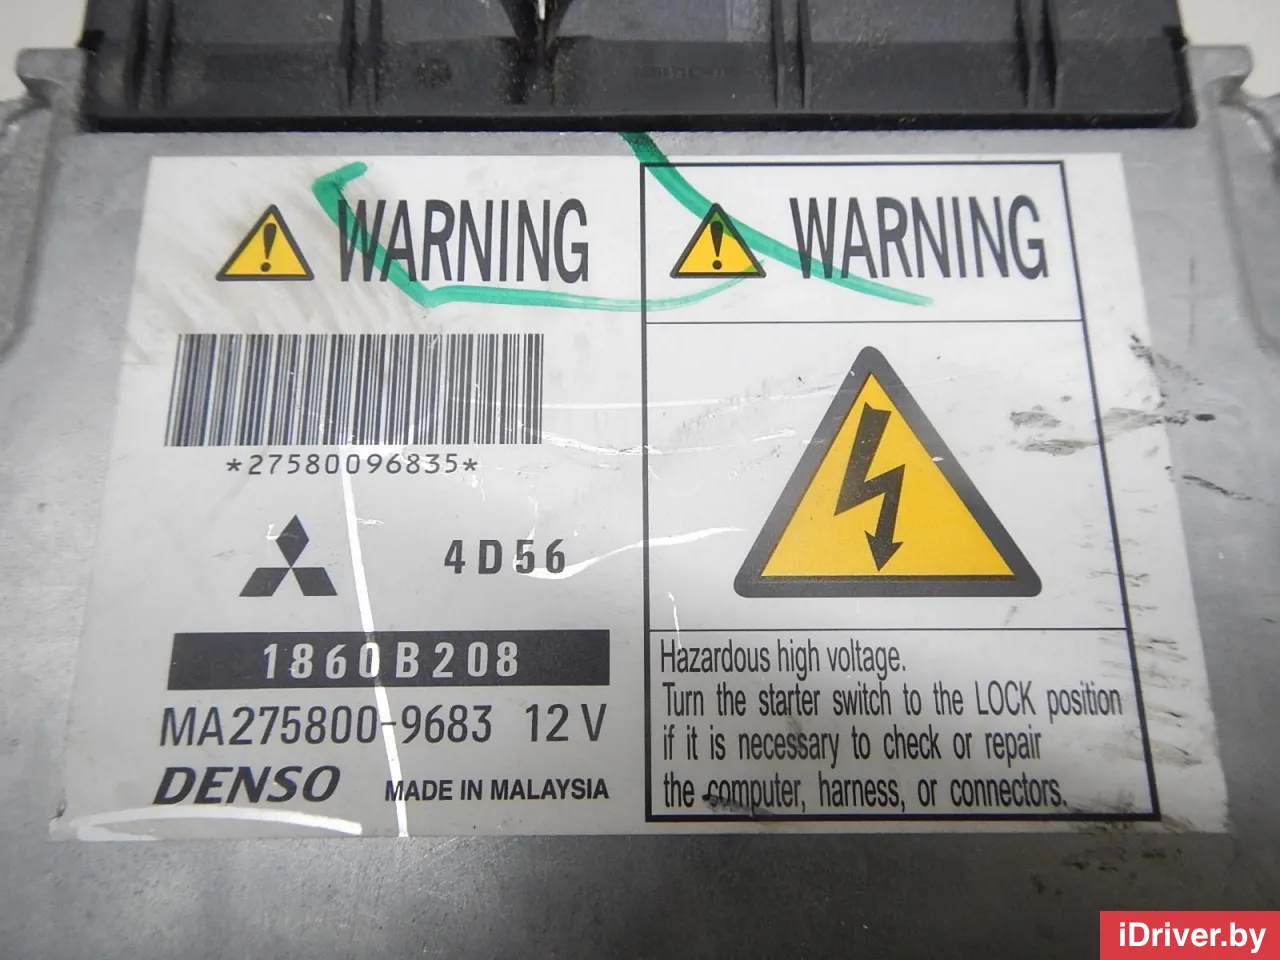 WARNING
*27580096835*
4D56
1860B208
MA275800-9683 12V
DENSO MADE IN MALAYSIA
WARNING
Hazardous high voltage.
Turn the starter switch to the LOCK position
if it is necessary to check or repair
the computer, harness, or connectors.
iDriver.by